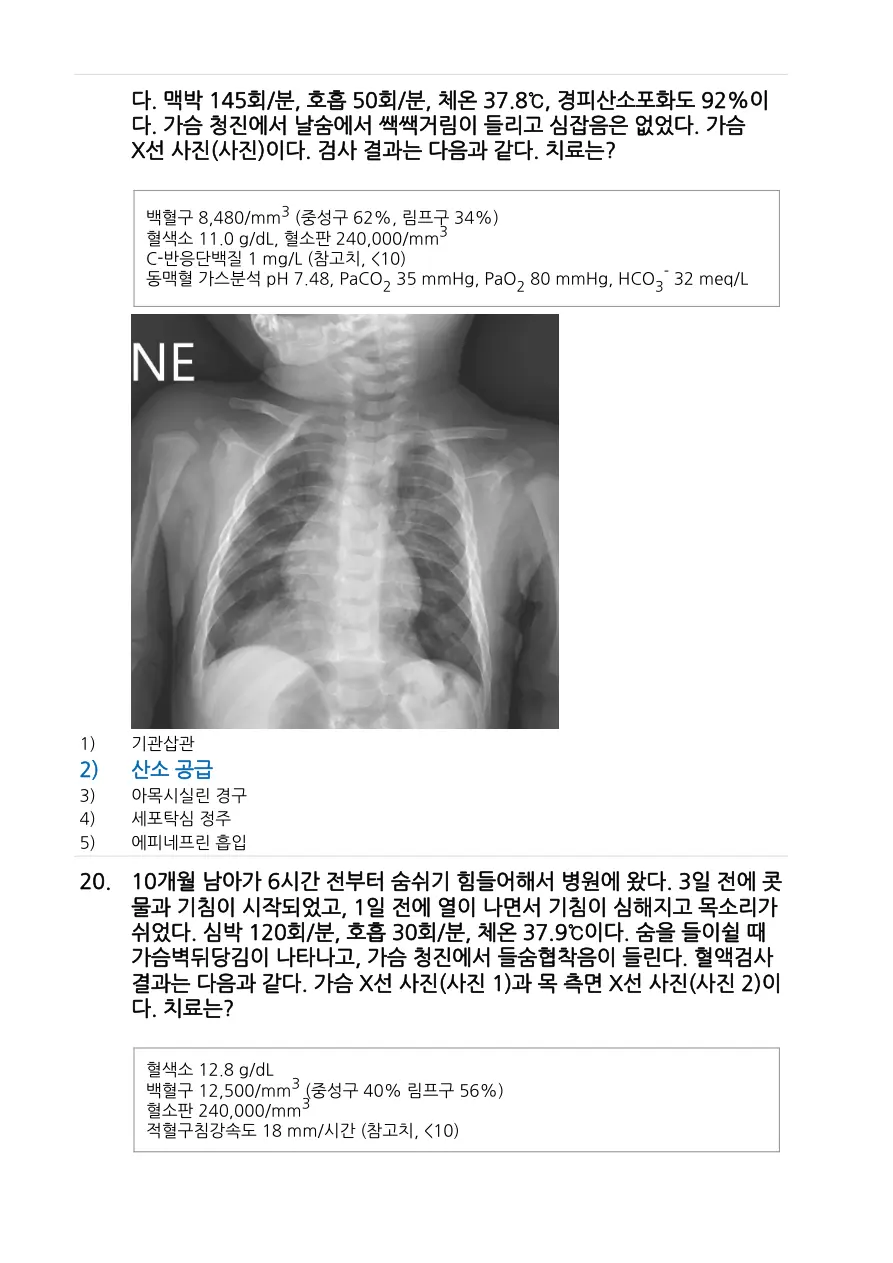 다. 맥박 145회/분, 호흡 50회/분, 체온 37.8℃, 경피산소포화도 92%이
다. 가슴 청진에서 날숨에서 쌕쌕거림이 들리고 심잡음은 없었다. 가슴
X선 사진(사진)이다. 검사 결과는 다음과 같다. 치료는?
백혈구 8,480/mm³ (중성구 62%, 림프구 34%)
혈색소 11.0 g/dL, 혈소판 240,000/mm³
C-반응단백질 1 mg/L (참고치, <10)
동맥혈 가스분석 pH 7.48, PaCO₂ 35 mmHg, PaO₂ 80 mmHg, HCO₃⁻ 32 meq/L
NE
1) 기관삽관
2) 산소 공급
3) 아목시실린 경구
4) 세포탁심 정주
5) 에피네프린 흡입
20. 10개월 남아가 6시간 전부터 숨쉬기 힘들어해서 병원에 왔다. 3일 전에 콧
물과 기침이 시작되었고, 1일 전에 열이 나면서 기침이 심해지고 목소리가
쉬었다. 심박 120회/분, 호흡 30회/분, 체온 37.9℃이다. 숨을 들이쉴 때
가슴벽뒤당김이 나타나고, 가슴 청진에서 들숨협착음이 들린다. 혈액검사
결과는 다음과 같다. 가슴 X선 사진(사진 1)과 목 측면 X선 사진(사진 2)이
다. 치료는?
혈색소 12.8 g/dL
백혈구 12,500/mm³ (중성구 40% 림프구 56%)
혈소판 240,000/mm³
적혈구침강속도 18 mm/시간 (참고치, <10)